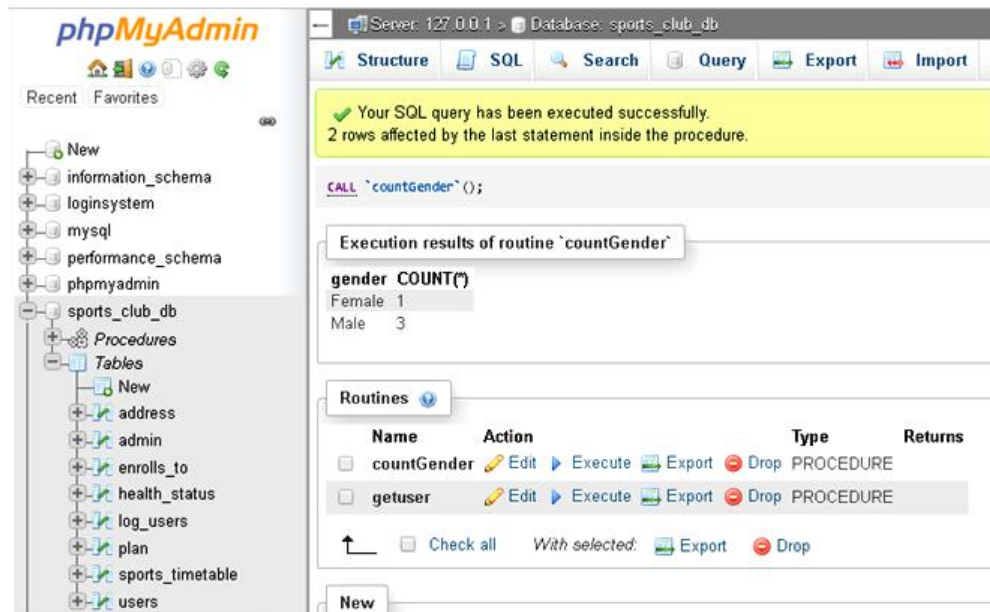 phpMyAdmin
Recent Favorites
New
information_schema
loginsystem
mysql
performance_schema
phpmyadmin
sports_club_db
Procedures
Tables
New
address
admin
enrolls_to
health_status
log_users
plan
sports_timetable
users
Server: 127.0.0.1 » Database: sports_club_db
Structure SQL Search Query Export Import
Your SQL query has been executed successfully.
2 rows affected by the last statement inside the procedure.
CALL `countGender`();
Execution results of routine `countGender`
gender COUNT(*)
Female 1
Male 3
Routines
Name Action Type Returns
countGender Edit Execute Export Drop PROCEDURE
getuser Edit Execute Export Drop PROCEDURE
Check all With selected: Export Drop
New